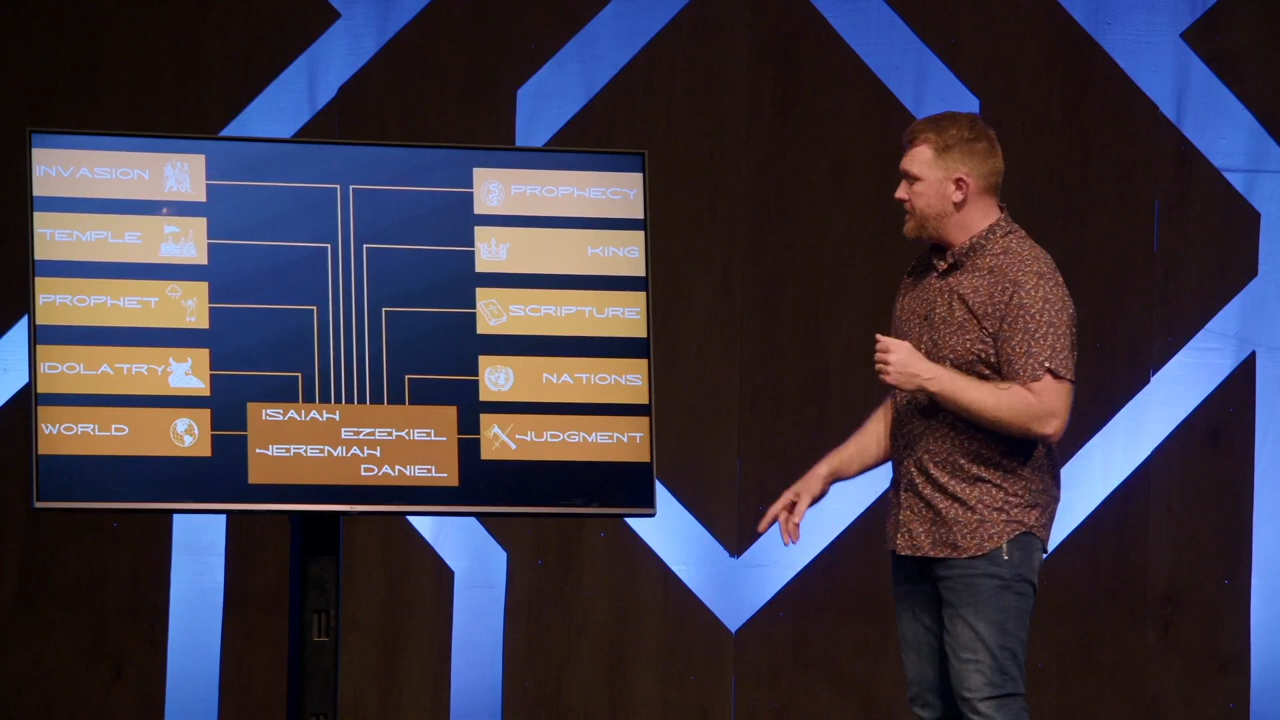 INVASION
TEMPLE
PROPHET
IDOLATRY
WORLD
PROPHECY
KING
SCRIPTURE
NATIONS
JUDGMENT
ISAIAH
EZEKIEL
JEREMIAH
DANIEL